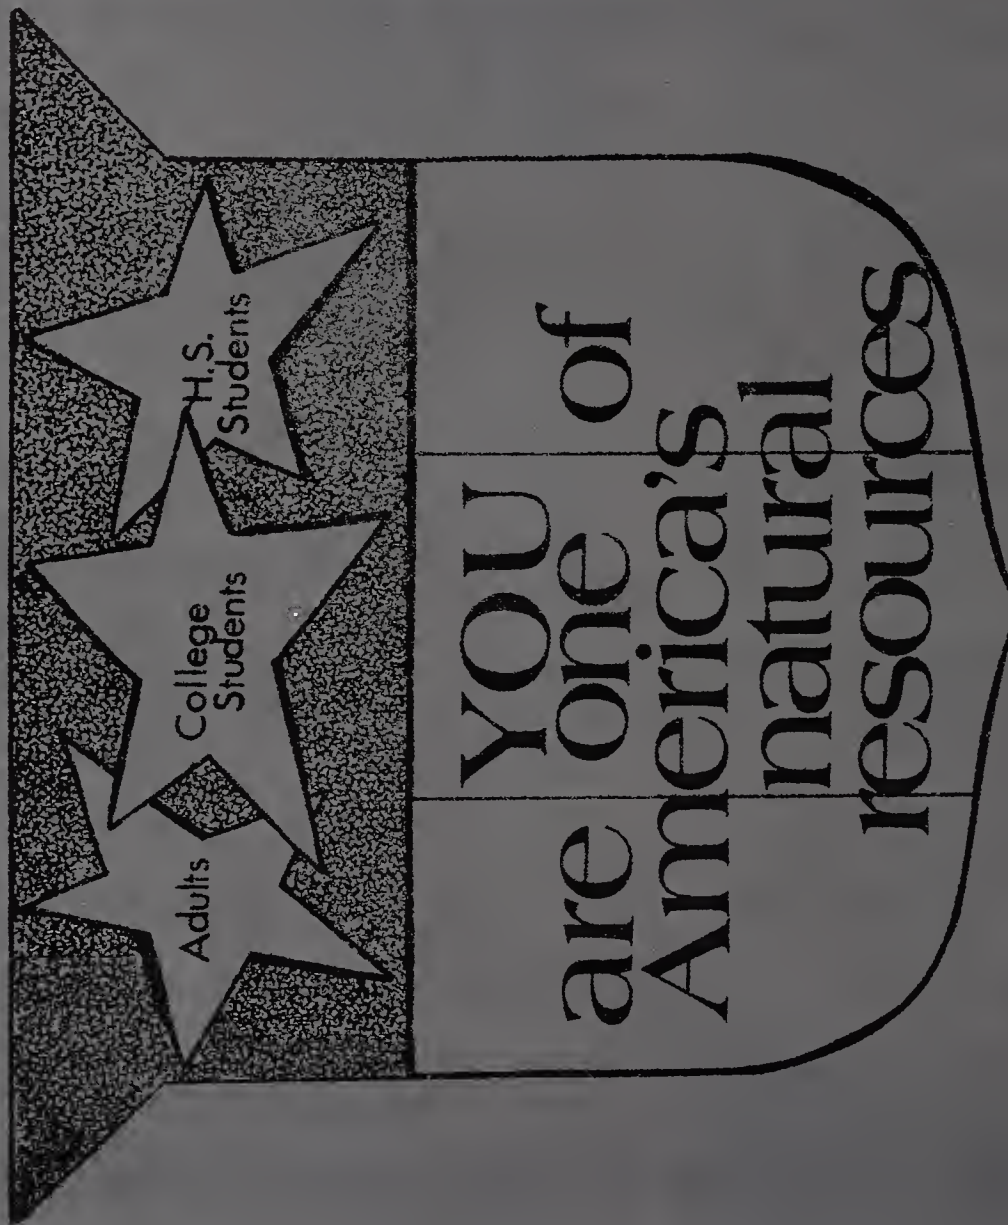 Adults
College
Students
H.S.
Students
YOU
are one of
America's
natural
resources